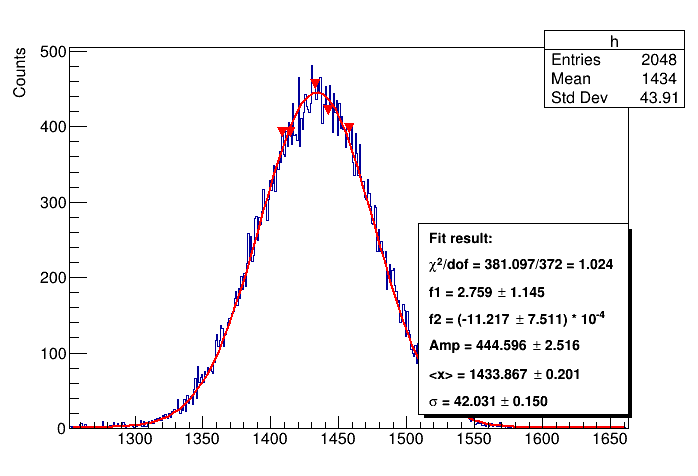 h
Entries 2048
Mean 1434
Std Dev 43.91
Counts
500
400
300
200
100
0
Fit result:
χ²/dof = 381.097/372 = 1.024
f1 = 2.759 ± 1.145
f2 = (-11.217 ± 7.511) * 10⁻⁴
Amp = 444.596 ± 2.516
<x> = 1433.867 ± 0.201
σ = 42.031 ± 0.150
1300 1350 1400 1450 1500 1550 1600 1650